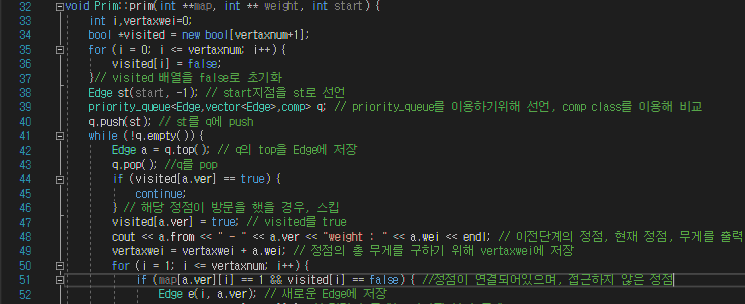 32 void Prim::prim(int **map, int ** weight, int start) {
33 int i,vertaxwei=0;
34 bool *visited = new bool[vertaxnum+1];
35 for (i = 0; i <= vertaxnum; i++){
36 visited[i] = false;
37 }// visited 배열을 false로 초기화
38 Edge st(start, -1); // start지점을 st로 선언
39 priority_queue<Edge,vector<Edge>,comp> q; // priority_queue를 이용하기위해 선언, comp class를 이용해 비교
40 q.push(st); // st를 q에 push
41 while (!q.empty()) {
42 Edge a = q.top(); // q의 top을 Edge에 저장
43 q.pop(); //q를 pop
44 if (visited[a.ver] == true) {
45 continue;
46 } // 해당 정점이 방문을 했을 경우, 스킵
47 visited[a.ver] = true; // visited를 true
48 cout << a.from << " - " << a.ver << "weight : " << a.wei << endl; // 이전단계의 정점, 현재 정점, 무게를 출력
49 vertaxwei = vertaxwei + a.wei; // 정점의 총 무게를 구하기 위해 vertaxwei에 저장
50 for (i = 1; i <= vertaxnum; i++){
51 if (map[a.ver][i] == 1 && visited[i] == false) { //정점이 연결되어있으며, 접근하지 않은 정점
52 Edge e(i, a.ver); // 새로운 Edge에 저장